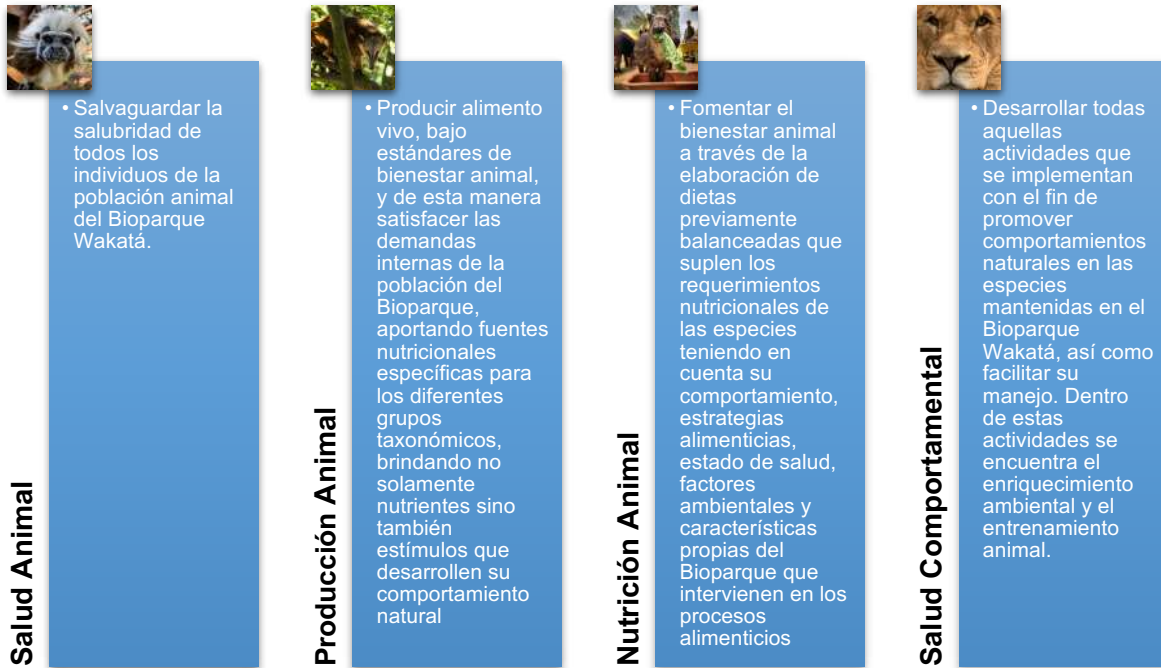 Salud Animal
• Salvaguardar la
salubridad de
todos los
individuos de la
población animal
del Bioparque
Wakatá.
Producción Animal
• Producir alimento
vivo, bajo
estándares de
bienestar animal,
y de esta manera
satisfacer las
demandas
internas de la
población del
Bioparque,
aportando fuentes
nutricionales
específicas para
los diferentes
grupos
taxonómicos,
brindando no
solamente
nutrientes sino
también
estímulos que
desarrollen su
comportamiento
natural
Nutrición Animal
• Fomentar el
bienestar animal
a través de la
elaboración de
dietas
previamente
balanceadas que
suplen los
requerimientos
nutricionales de
las especies
teniendo en
cuenta su
comportamiento,
estrategias
alimenticias,
estado de salud,
factores
ambientales y
características
propias del
Bioparque que
intervienen en los
procesos
alimenticios
Salud Comportamental
• Desarrollar todas
aquellas
actividades que
se implementan
con el fin de
promover
comportamientos
naturales en las
especies
mantenidas en el
Bioparque
Wakatá, así como
facilitar su
manejo. Dentro
de estas
actividades se
encuentra el
enriquecimiento
ambiental y el
entrenamiento
animal.